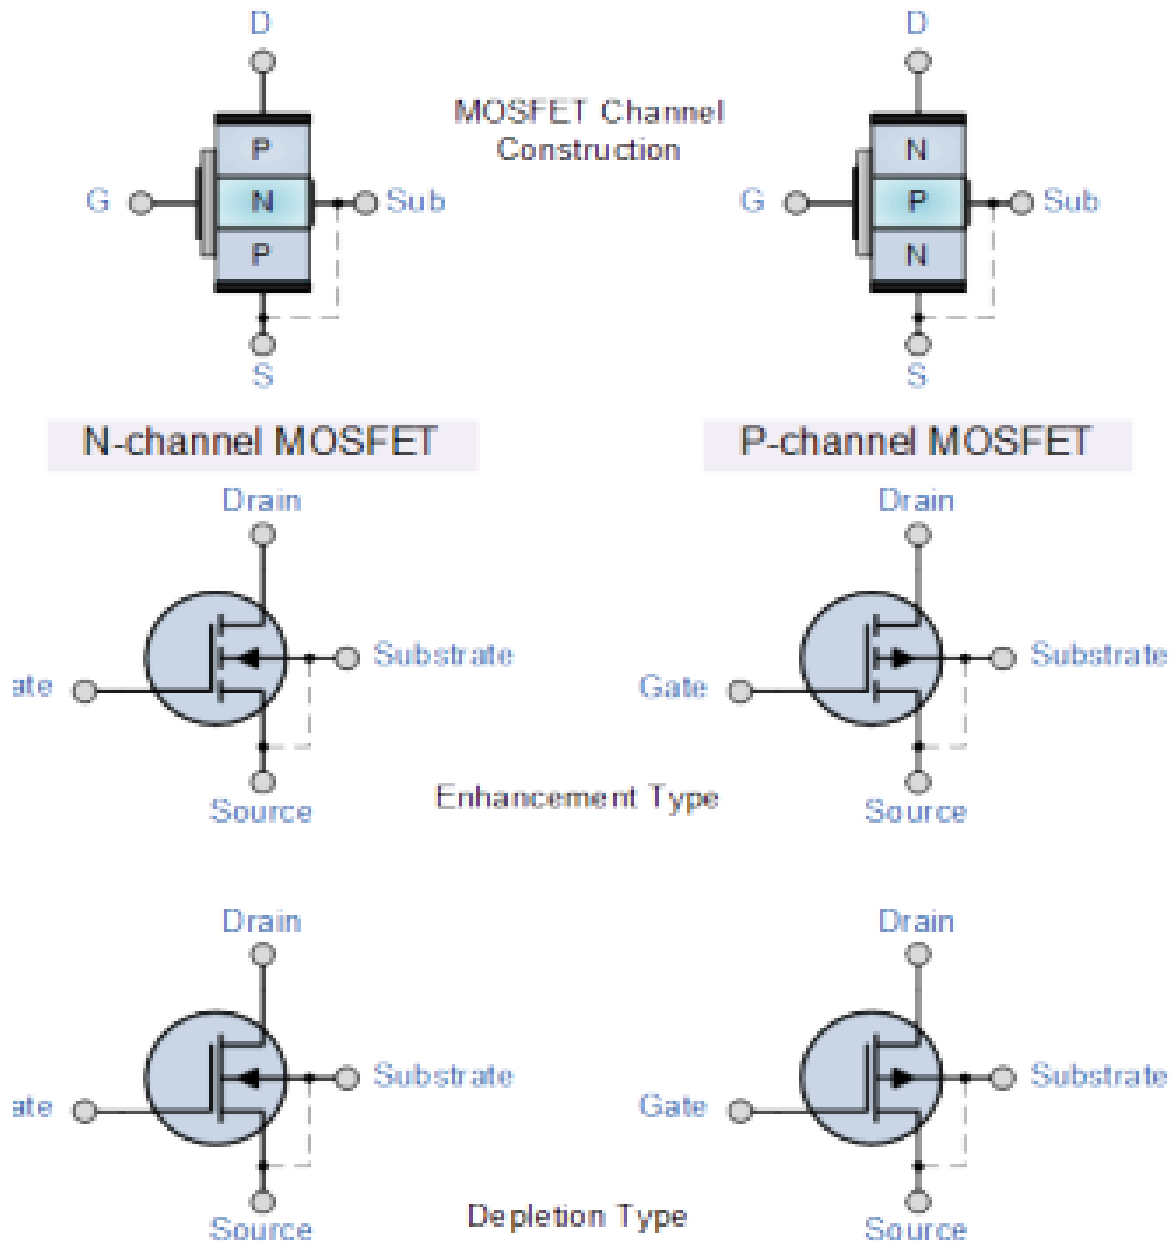 D
D
MOSFET Channel
Construction
P
N
G
N
Sub
G
P
Sub
P
N
S
S
N-channel MOSFET
P-channel MOSFET
Drain
Drain
Substrate
Substrate
ate
Gate
Source
Enhancement Type
Source
Drain
Drain
Substrate
Substrate
ate
Gate
Source
Depletion Type
Source